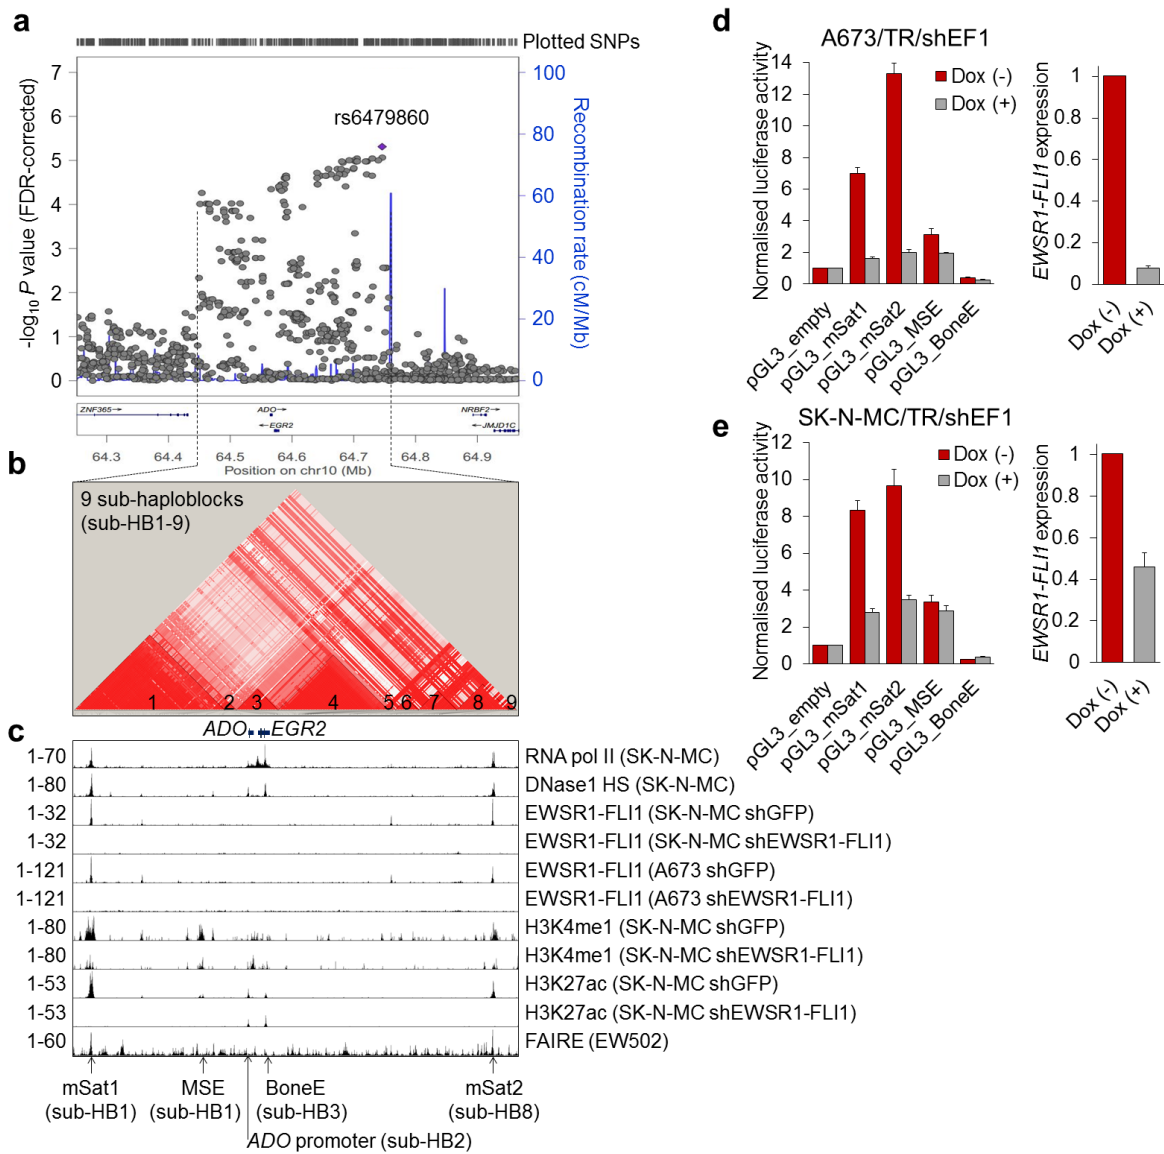 a
Plotted SNPs
-log10 P value (FDR-corrected)
7
6
5
4
3
2
1
0
rs6479860
100
80
60
40
20
0
Recombination rate (cM/Mb)
ZNF365→
ADO→
←EGR2
NRBF2→
←JMJD1C
64.3 64.4 64.5 64.6 64.7 64.8 64.9
Position on chr10 (Mb)
b
9 sub-haploblocks
(sub-HB1-9)
1 2 3 4 5 6 7 8 9
c
ADO EGR2
1-70 RNA pol II (SK-N-MC)
1-80 DNase1 HS (SK-N-MC)
1-32 EWSR1-FLI1 (SK-N-MC shGFP)
1-32 EWSR1-FLI1 (SK-N-MC shEWSR1-FLI1)
1-121 EWSR1-FLI1 (A673 shGFP)
1-121 EWSR1-FLI1 (A673 shEWSR1-FLI1)
1-80 H3K4me1 (SK-N-MC shGFP)
1-80 H3K4me1 (SK-N-MC shEWSR1-FLI1)
1-53 H3K27ac (SK-N-MC shGFP)
1-53 H3K27ac (SK-N-MC shEWSR1-FLI1)
1-60 FAIRE (EW502)
mSat1 MSE BoneE mSat2
(sub-HB1) (sub-HB1) (sub-HB3) (sub-HB8)
ADO promoter (sub-HB2)
d
A673/TR/shEF1
Normalised luciferase activity
14
12
10
8
6
4
2
0
Dox (-)
Dox (+)
pGL3_empty
pGL3_mSat1
pGL3_mSat2
pGL3_MSE
pGL3_BoneE
EWSR1-FLI1 expression
1
0.8
0.6
0.4
0.2
0
Dox (-)
Dox (+)
e
SK-N-MC/TR/shEF1
Normalised luciferase activity
12
10
8
6
4
2
0
Dox (-)
Dox (+)
pGL3_empty
pGL3_mSat1
pGL3_mSat2
pGL3_MSE
pGL3_BoneE
EWSR1-FLI1 expression
1
0.8
0.6
0.4
0.2
0
Dox (-)
Dox (+)